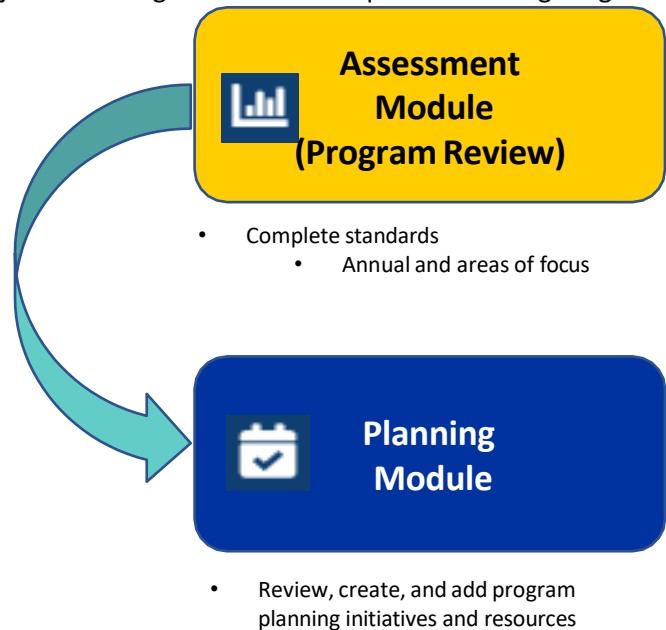 Assessment
Module
(Program Review)
• Complete standards
• Annual and areas of focus
Planning
Module
• Review, create, and add program
planning initiatives and resources